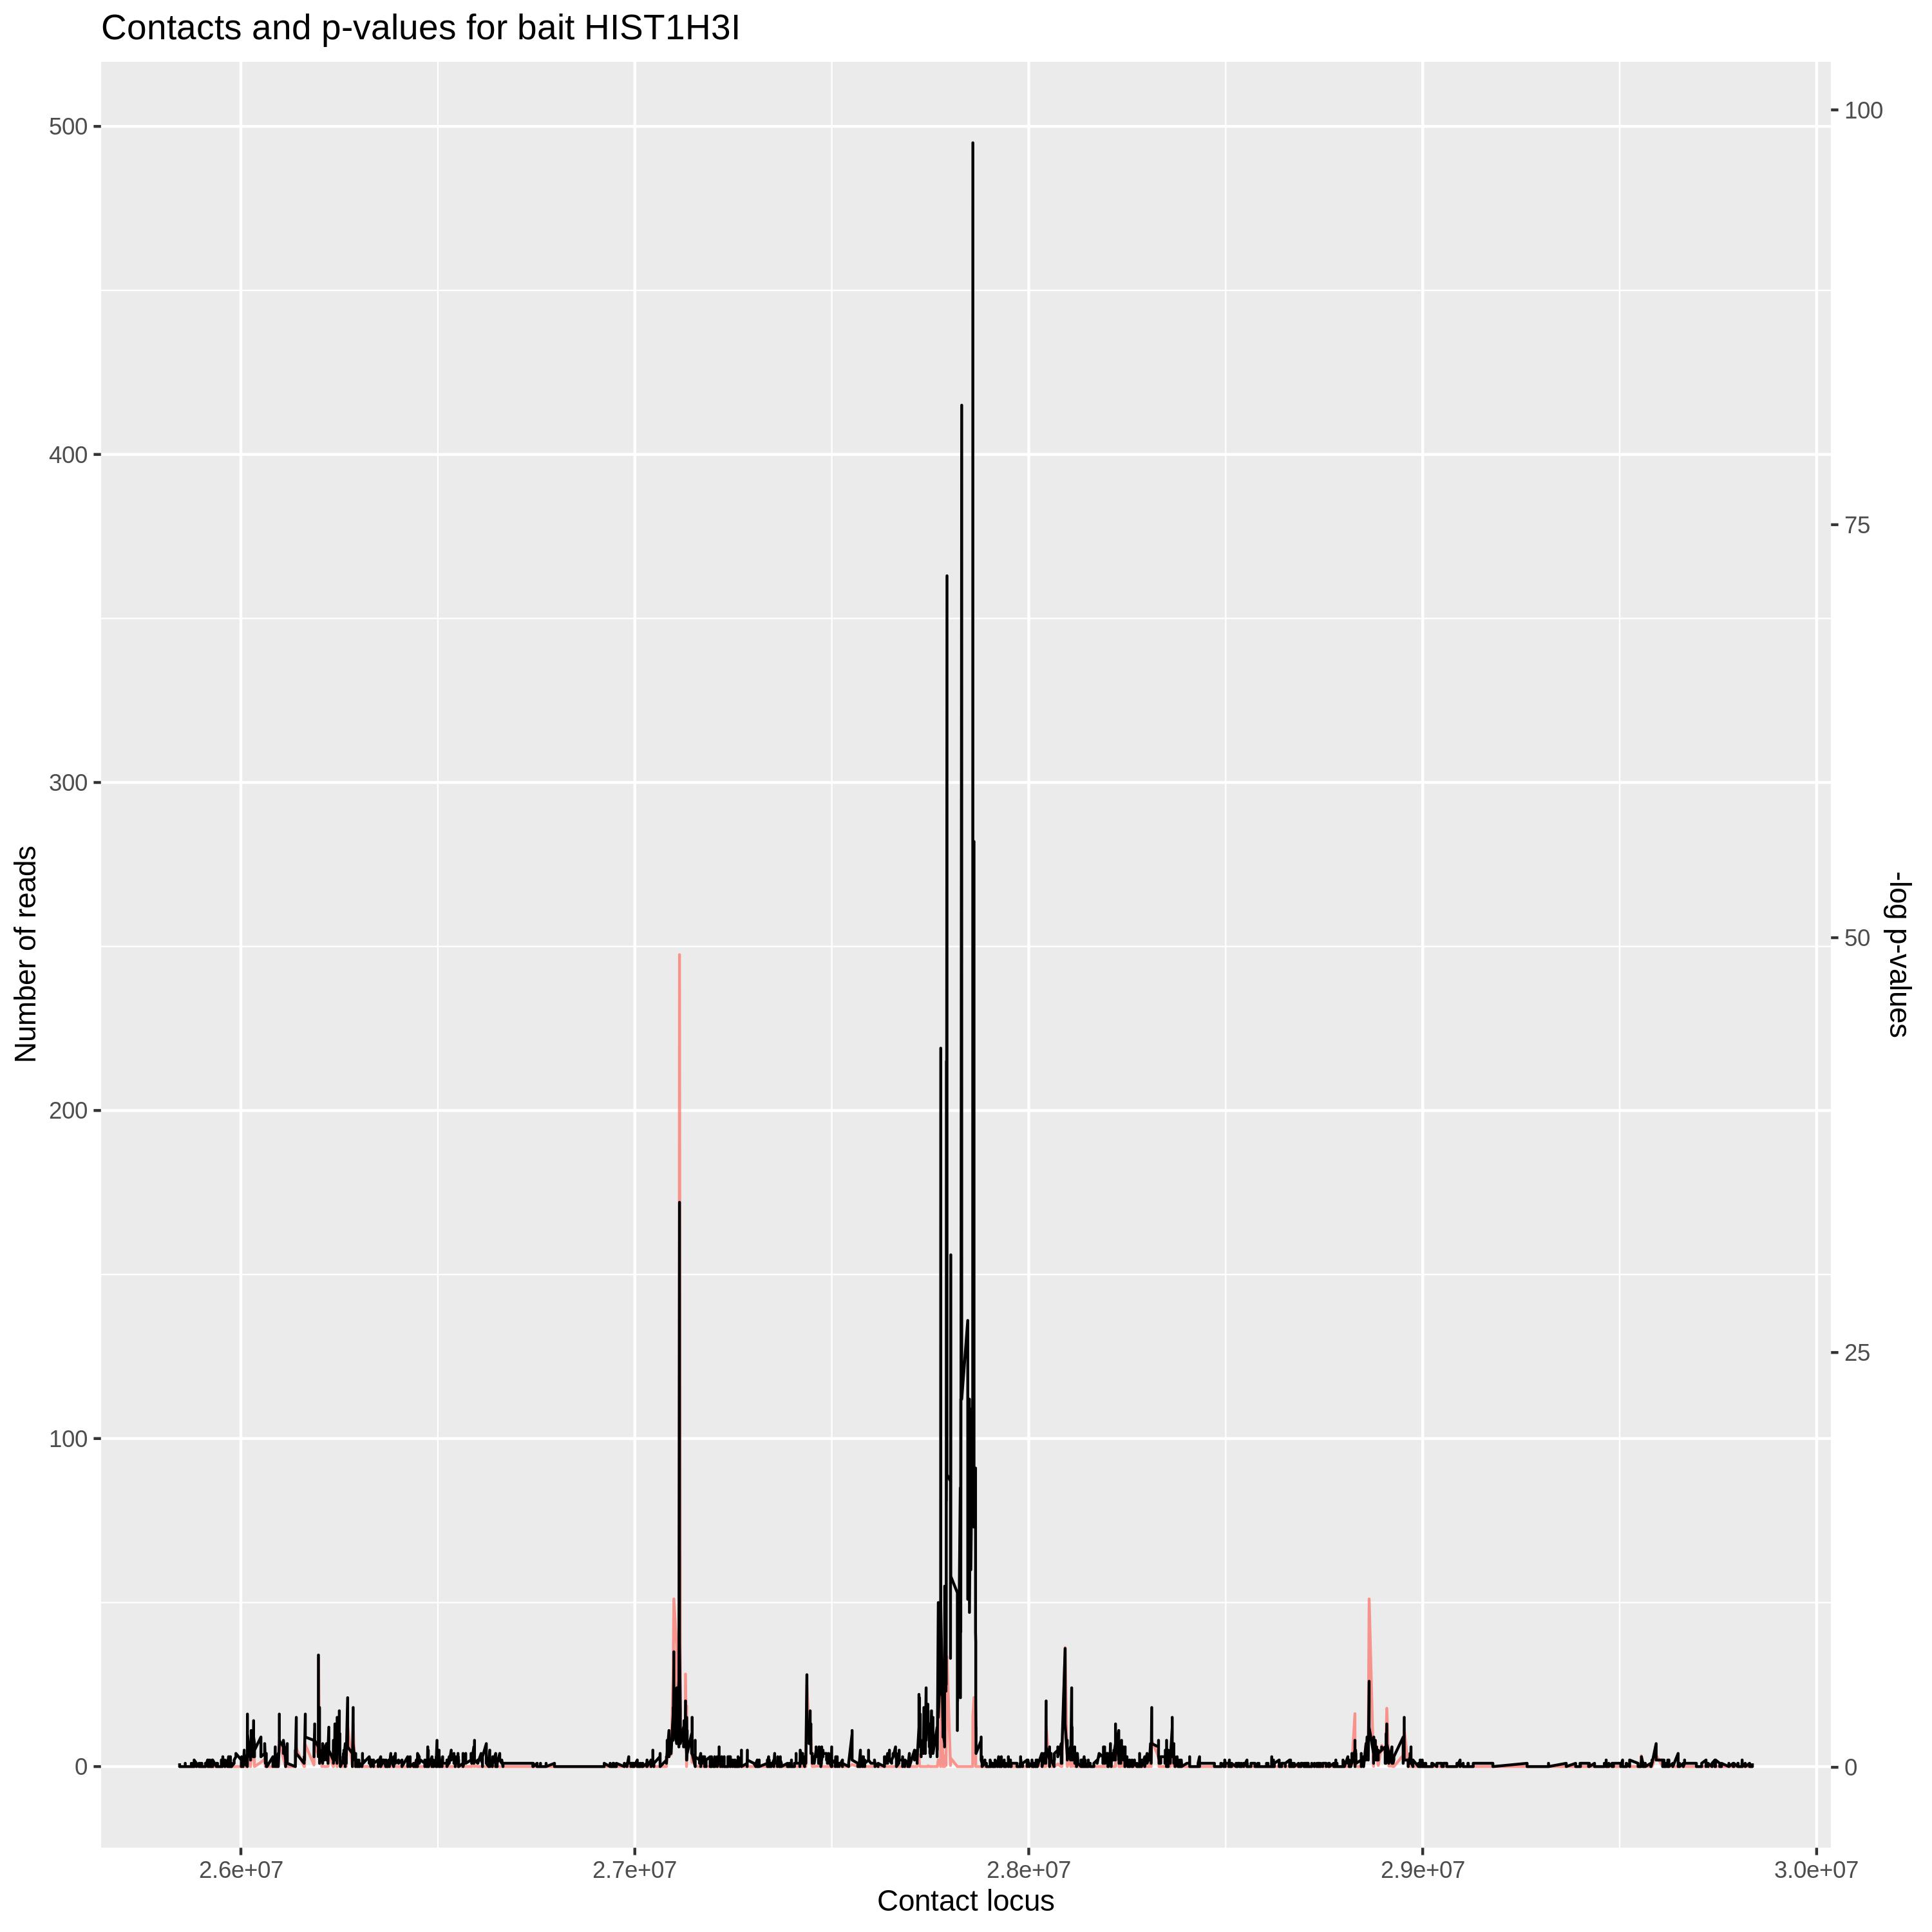 Contacts and p-values for bait HIST1H3I
500
400
300
200
100
0
Number of reads
100
75
50
25
0
-log p-values
2.6e+07
2.7e+07
2.8e+07
2.9e+07
3.0e+07
Contact locus